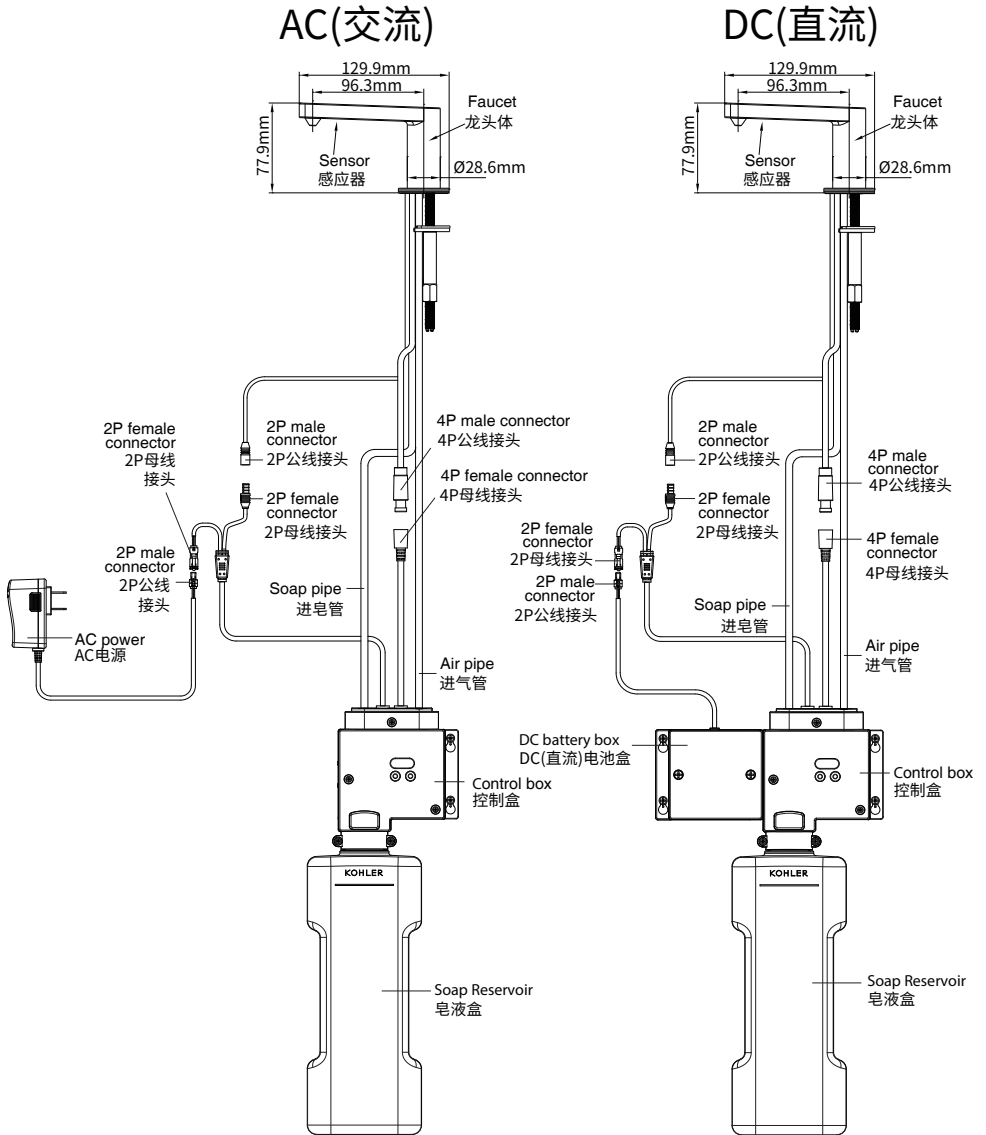 AC(交流)
129.9mm
96.3mm
77.9mm
Faucet
龙头体
Sensor
感应器
Ø28.6mm
2P female
connector
2P母线
接头
2P male
connector
2P公线接头
4P male connector
4P公线接头
4P female connector
4P母线接头
2P female
connector
2P母线接头
2P male
connector
2P公线
接头
Soap pipe
进皂管
AC power
AC电源
Air pipe
进气管
Control box
控制盒
KOHLER
Soap Reservoir
皂液盒
DC(直流)
129.9mm
96.3mm
77.9mm
Faucet
龙头体
Sensor
感应器
Ø28.6mm
2P male
connector
2P公线接头
4P male
connector
4P公线接头
2P female
connector
2P母线接头
2P female
connector
2P母线接头
4P female
connector
4P母线接头
2P male
connector
2P公线接头
Soap pipe
进皂管
Air pipe
进气管
DC battery box
DC(直流)电池盒
Control box
控制盒
KOHLER
Soap Reservoir
皂液盒